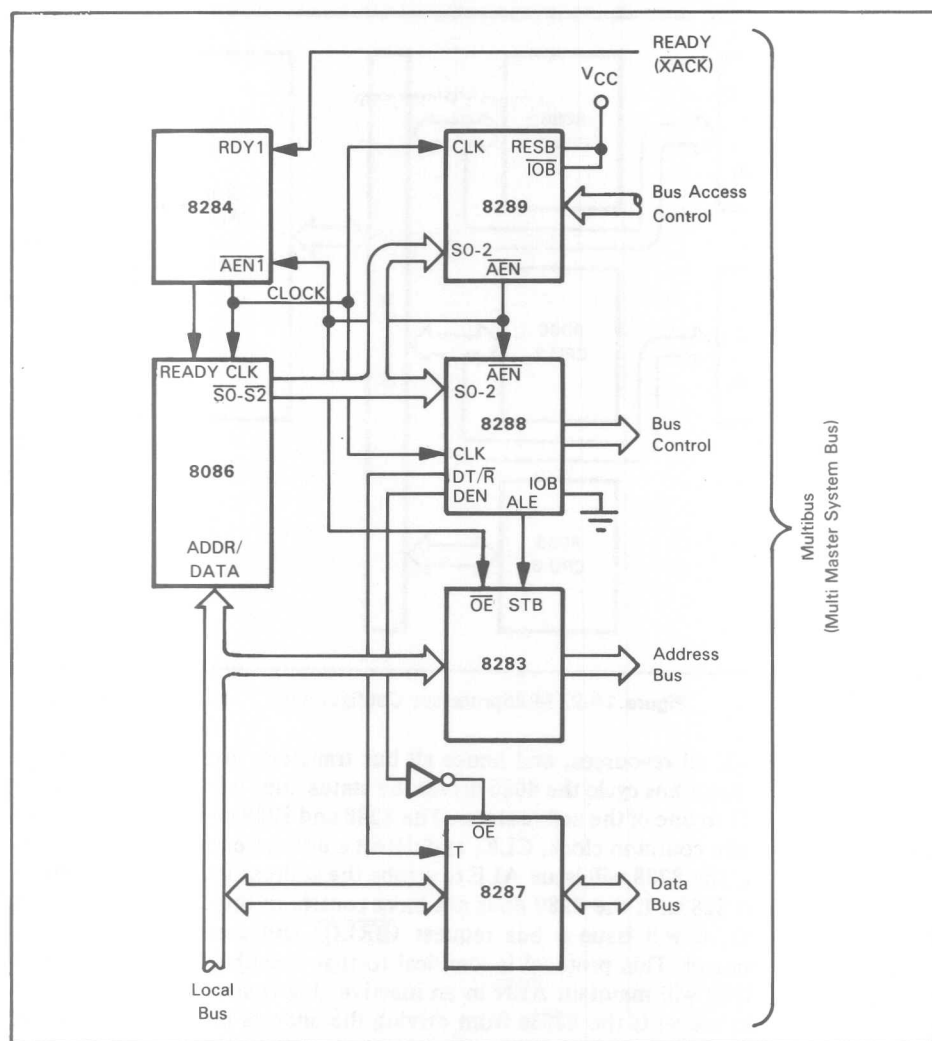 READY
(XACK)
VCC
RDY1
8284
AEN1
CLK
RESB
IOB
8289
S0-2
AEN
Bus Access
Control
CLOCK
READY CLK
S0-S2
8086
ADDR/
DATA
AEN
S0-2
8288
CLK
DT/R
DEN
IOB
ALE
Bus
Control
OE STB
8283
Address
Bus
OE
T
8287
Data
Bus
Local
Bus
Multibus
(Multi Master System Bus)